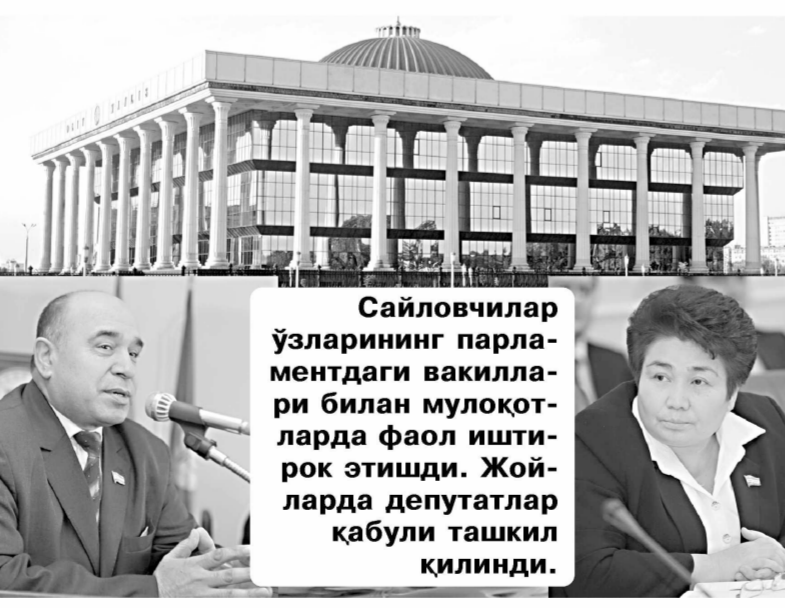 Сайловчилар
ўзларининг парла-
ментдаги вакилла-
ри билан мулоқот-
ларда фаол ишти-
рок этишди. Жой-
ларда депутатлар
қабули ташкил
қилинди.